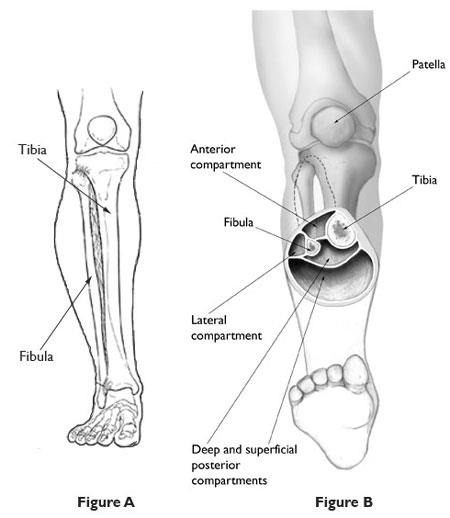 Tibia
Fibula
Figure A
Patella
Anterior
compartment
Tibia
Fibula
Lateral
compartment
Deep and superficial
posterior
compartments
Figure B